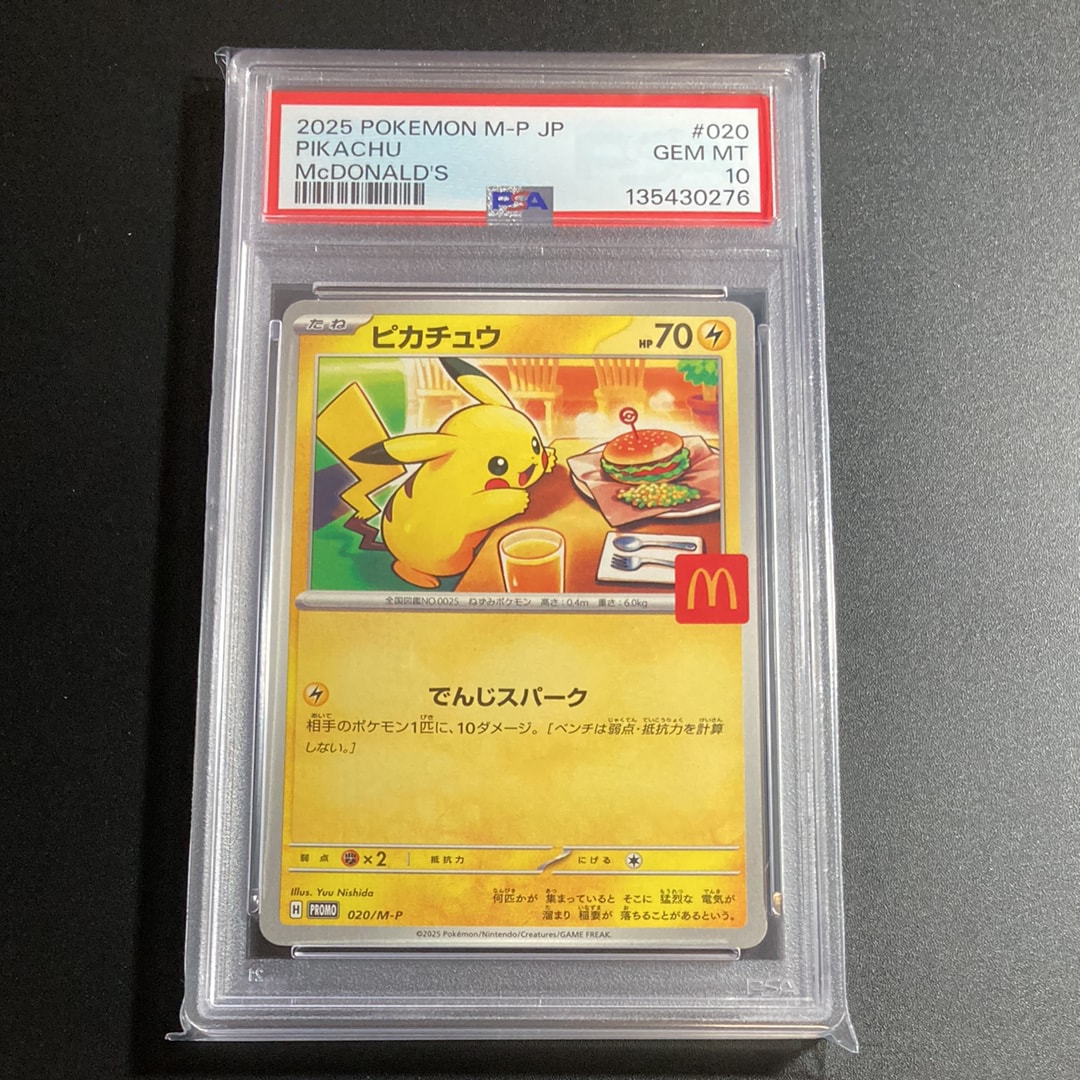 2025 POKEMON M-P JP #020
PIKACHU GEM MT
McDONALD'S 10
PSA 135430276
たね ピカチュウ HP 70
全国図鑑NO.0025 ねずみポケモン 高さ:0.4m 重さ:6.0kg
M
でんじスパーク
相手のポケモン1匹に、10ダメージ。[ベンチは弱点・抵抗力を計算
しない。]
弱点 ×2 抵抗力 にげる
Illus. Yuu Nishida
何匹かが 集まっていると そこに 猛烈な 電気が
溜まり 稲妻が 落ちることがあるという。
H PROMO 020/M-P
©2025 Pokémon/Nintendo/Creatures/GAME FREAK.
PSA